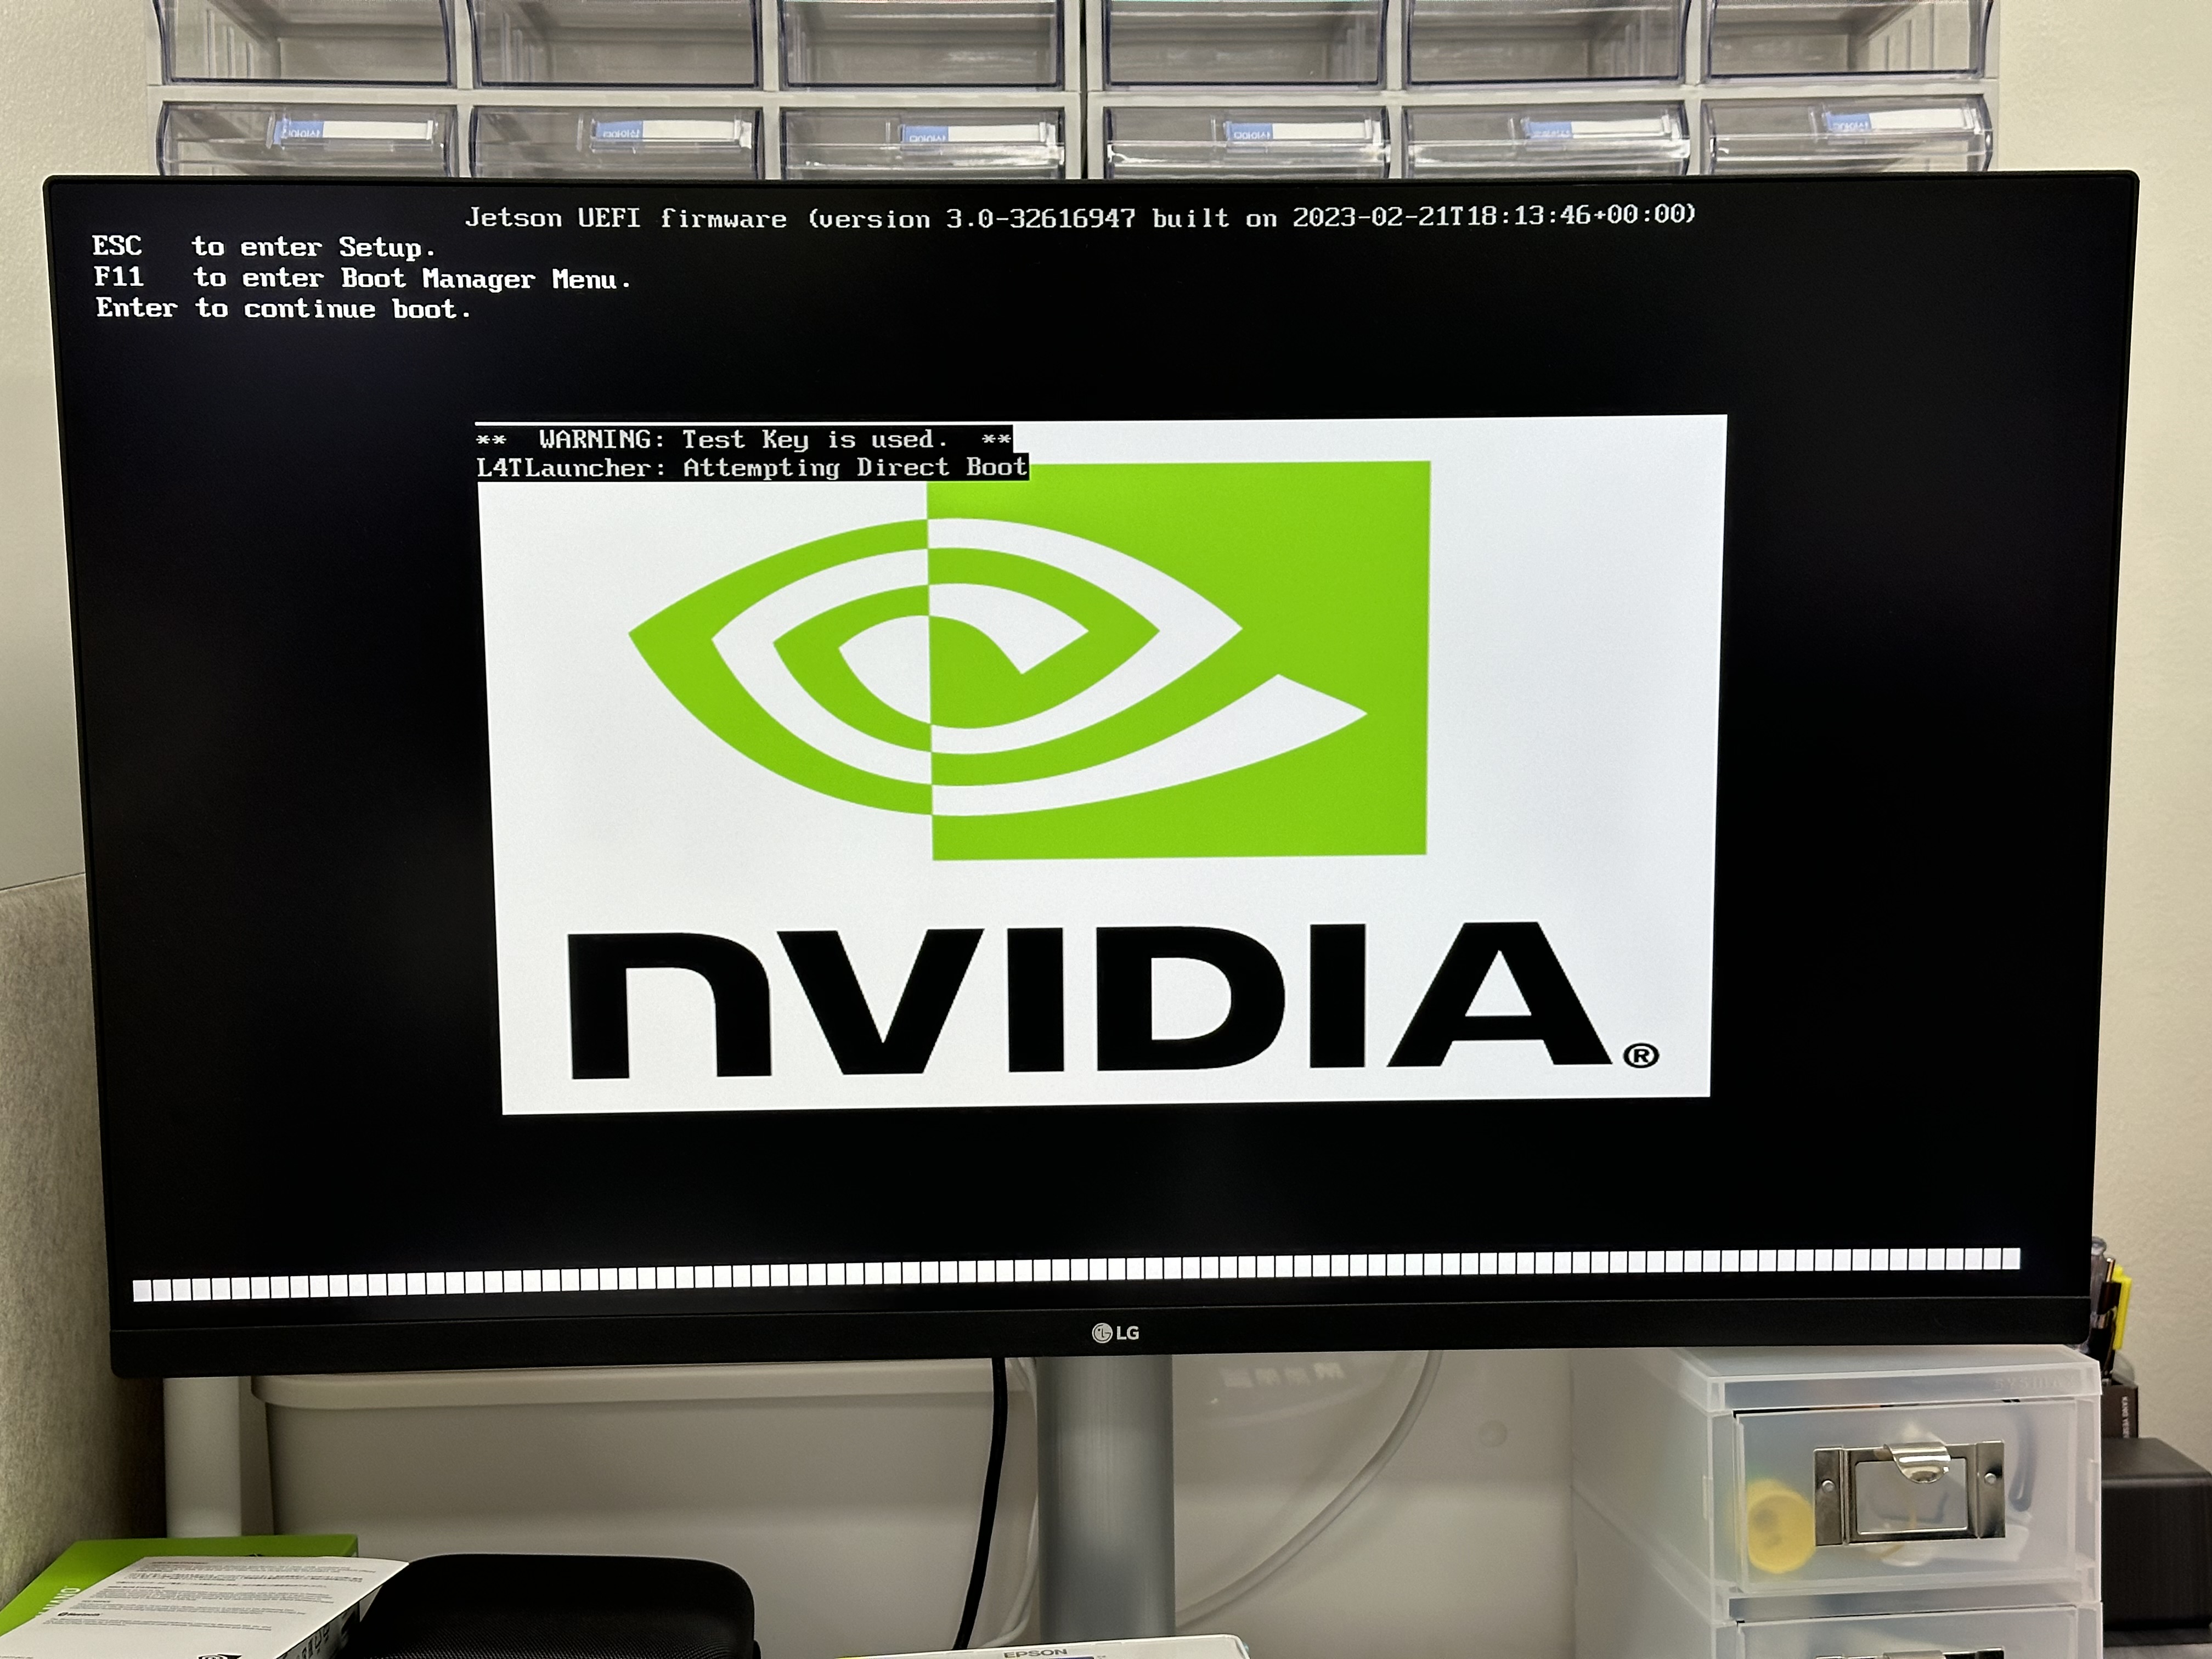 Jetson UEFI firmware (version 3.0-32616947 built on 2023-02-21T18:13:46+00:00)
ESC to enter Setup.
F11 to enter Boot Manager Menu.
Enter to continue boot.
** WARNING: Test Key is used. **
L4TLauncher: Attempting Direct Boot
nVIDIA®
LG
EPSON